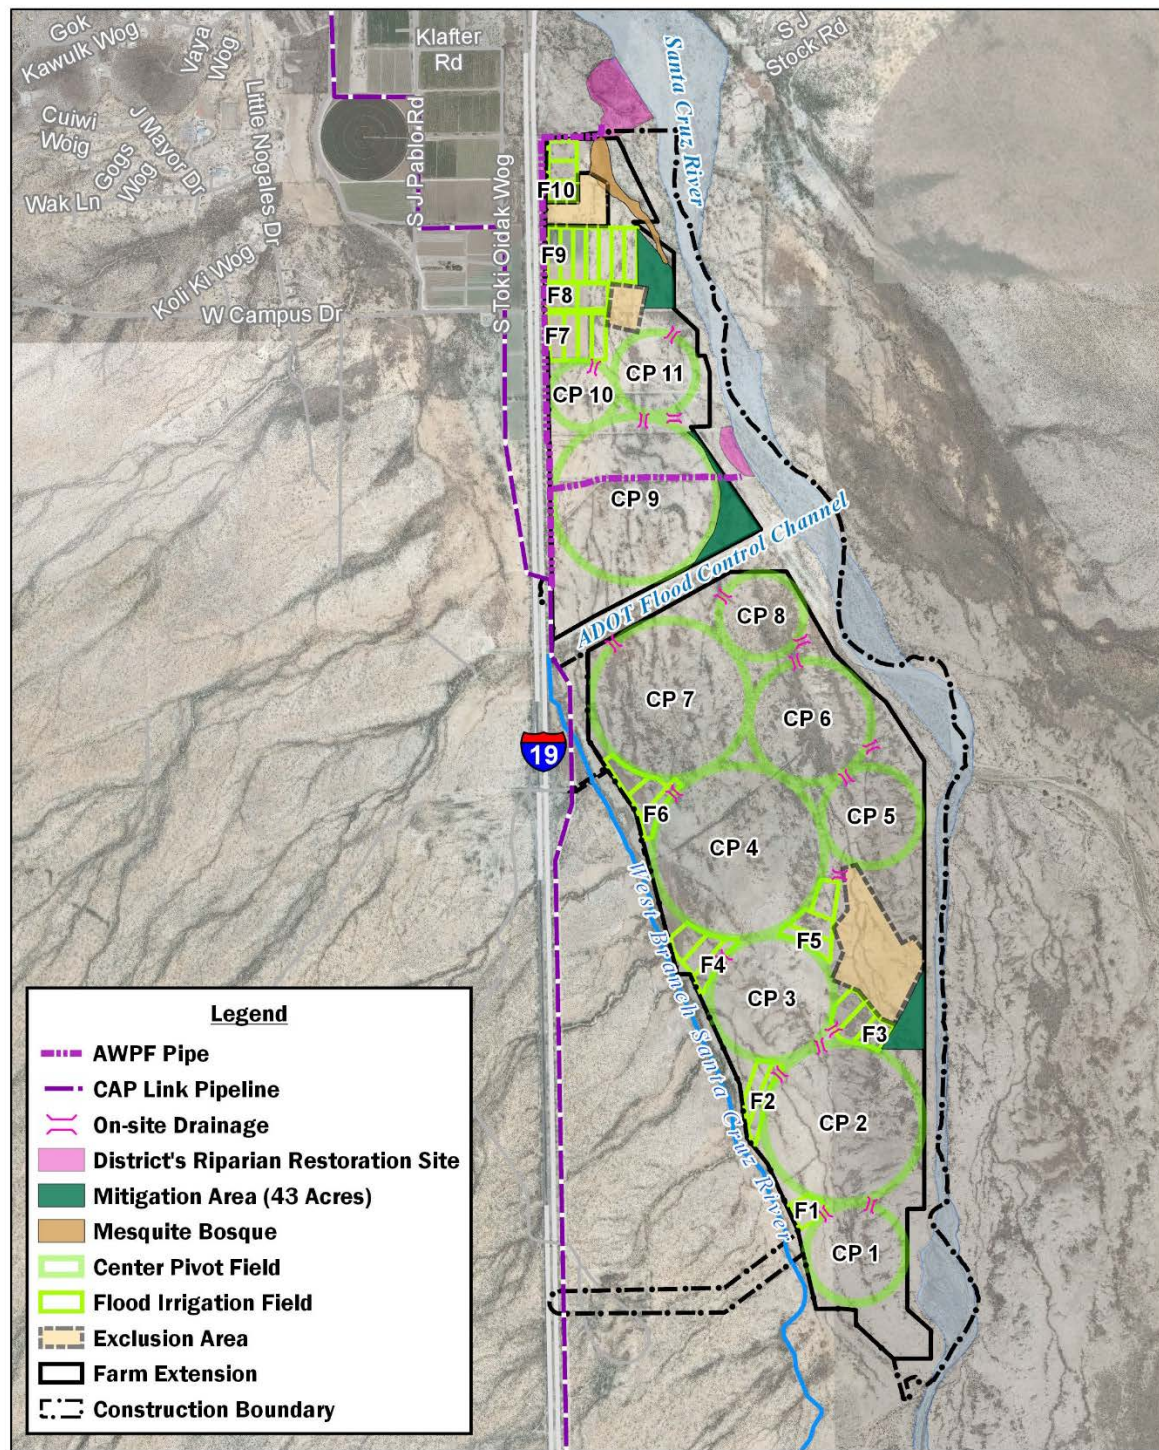 Gok
Kawulk Wog
Vaya
Wog
Klafter
Rd
S J
Stock Rd
Santa Cruz River
Cuiwi
Woig
Gogs
Wog
J Mayor Dr
Little Nogales Dr
S J Pablo Rd
S Toki Oidak Wog
Wak Ln
Koli Ki Wog
W Campus Dr
F10
F9
F8
F7
CP 11
CP 10
CP 9
ADOT Flood Control Channel
CP 8
CP 7
CP 6
19
CP 5
F6
CP 4
West Branch Santa Cruz River
F5
F4
CP 3
F3
F2
CP 2
F1
CP 1
Legend
AWPF Pipe
CAP Link Pipeline
On-site Drainage
District's Riparian Restoration Site
Mitigation Area (43 Acres)
Mesquite Bosque
Center Pivot Field
Flood Irrigation Field
Exclusion Area
Farm Extension
Construction Boundary